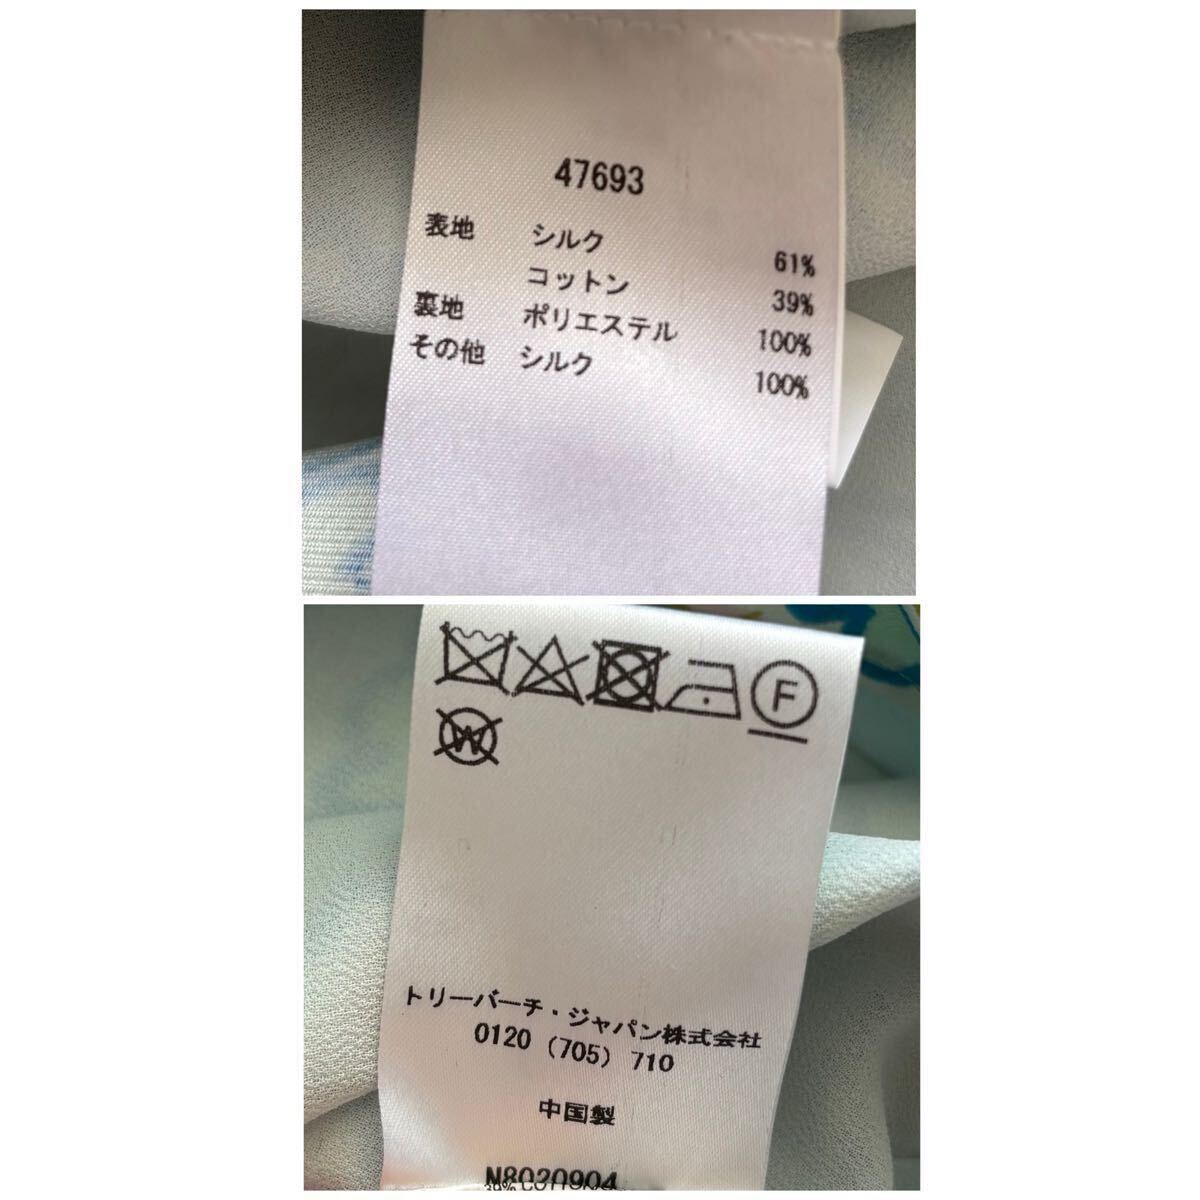 47693
表地 シルク 61%
コットン 39%
裏地 ポリエステル 100%
その他 シルク 100%
F
W
トリーバーチ・ジャパン株式会社
0120 (705) 710
中国製
N8020904